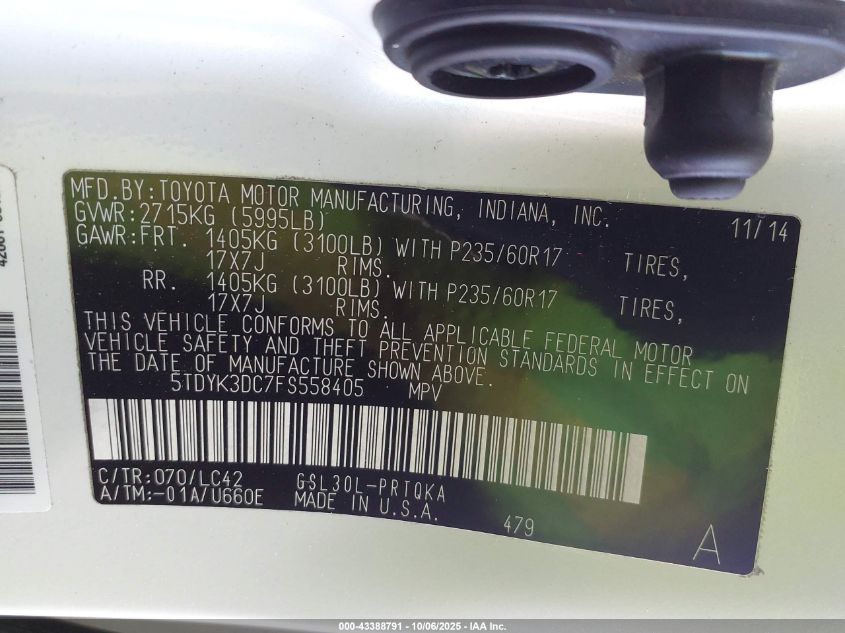 MFD.BY:TOYOTA MOTOR MANUFACTURING, INDIANA, INC. 11/14
GVWR:2715KG (5995LB)
GAWR:FRT. 1405KG (3100LB) WITH P235/60R17 TIRES,
17X7J RIMS.
RR. 1405KG (3100LB) WITH P235/60R17 TIRES,
17X7J RIMS.
THIS VEHICLE CONFORMS TO ALL APPLICABLE FEDERAL MOTOR
VEHICLE SAFETY AND THEFT PREVENTION STANDARDS IN EFFECT ON
THE DATE OF MANUFACTURE SHOWN ABOVE.
5TDYK3DC7FS558405 MPV
C/TR:070/LC42 GSL30L-PRTQKA
A/TM:-01A/U660E MADE IN U.S.A.
479 A
000-43388791 - 10/06/2025 - IAA Inc.